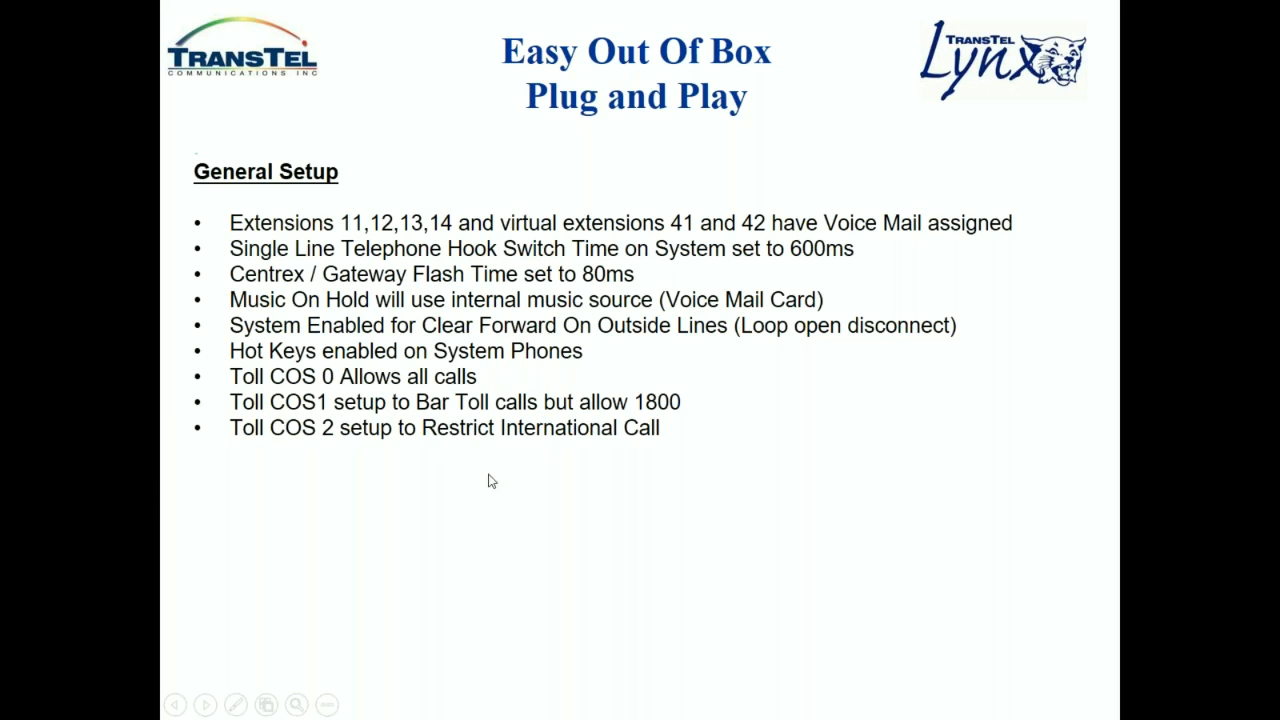 TRANSTEL
COMMUNICATIONS INC
Easy Out Of Box
Plug and Play
TRANSTEL
Lynx
General Setup
• Extensions 11,12,13,14 and virtual extensions 41 and 42 have Voice Mail assigned
• Single Line Telephone Hook Switch Time on System set to 600ms
• Centrex / Gateway Flash Time set to 80ms
• Music On Hold will use internal music source (Voice Mail Card)
• System Enabled for Clear Forward On Outside Lines (Loop open disconnect)
• Hot Keys enabled on System Phones
• Toll COS 0 Allows all calls
• Toll COS1 setup to Bar Toll calls but allow 1800
• Toll COS 2 setup to Restrict International Call